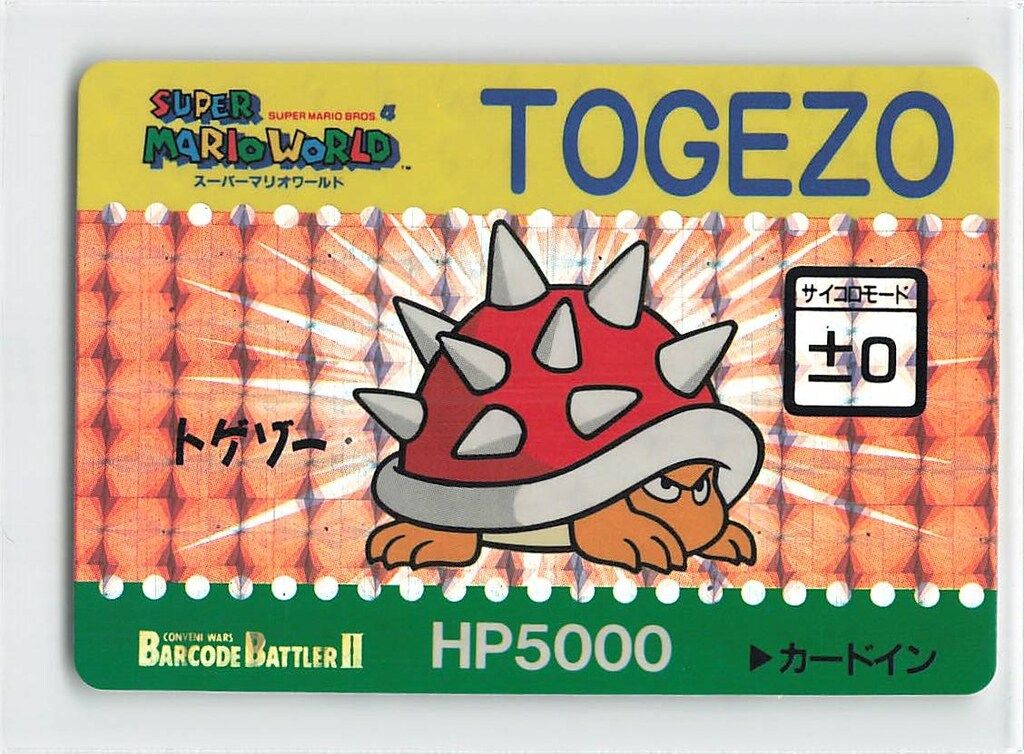 SUPER
SUPER MARIO BROS. 4
MARIO WORLD™
スーパーマリオワールド
TOGEZO
サイコロモード
±0
トゲゾー
CONVENI WARS
BARCODE BATTLER II
HP5000
▶カードイン